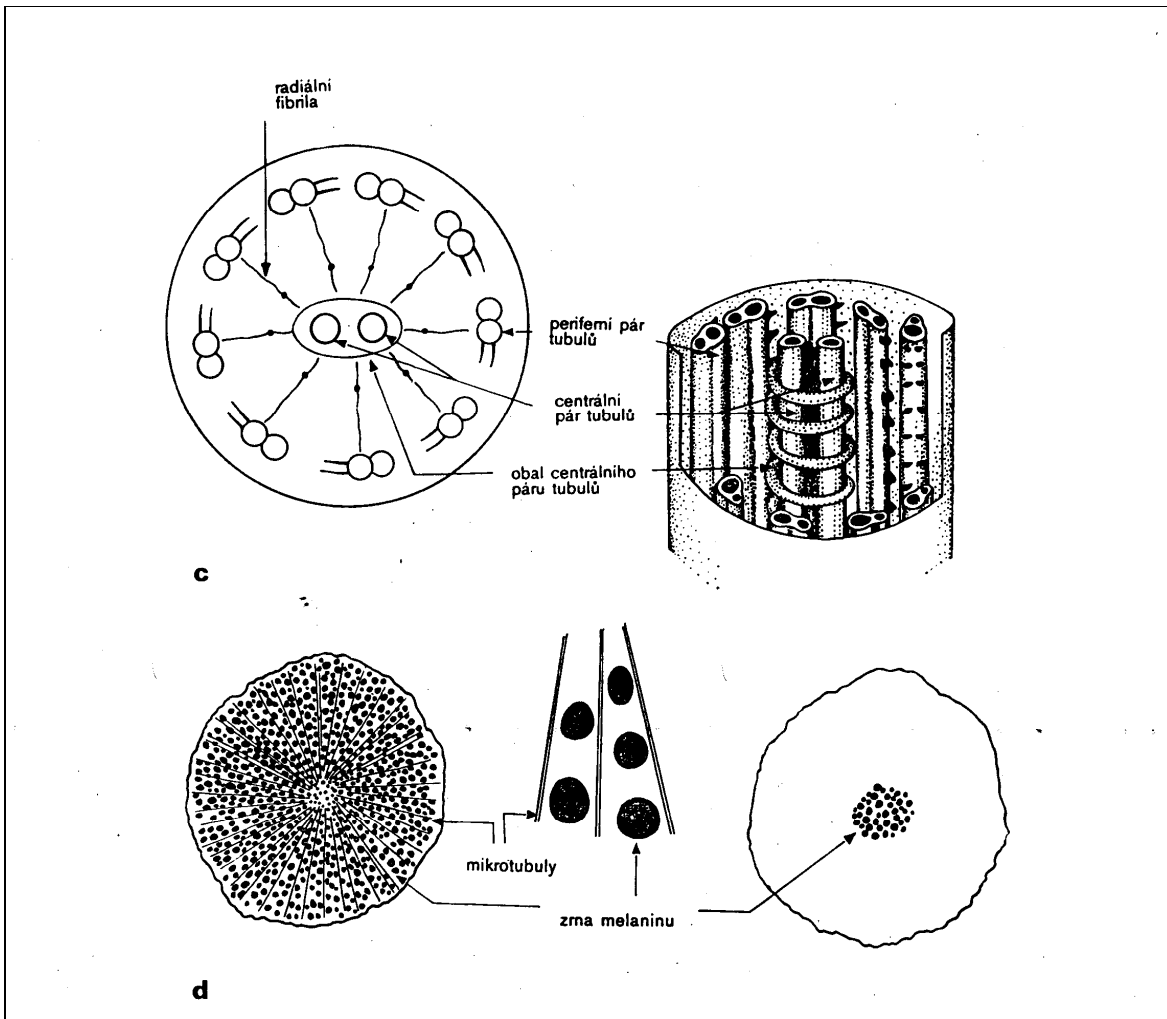 radiální
fibrila
periferní pár
tubulů
centrální
pár tubulů
obal centrálního
páru tubulů
c
mikrotubuly
zrna melaninu
d